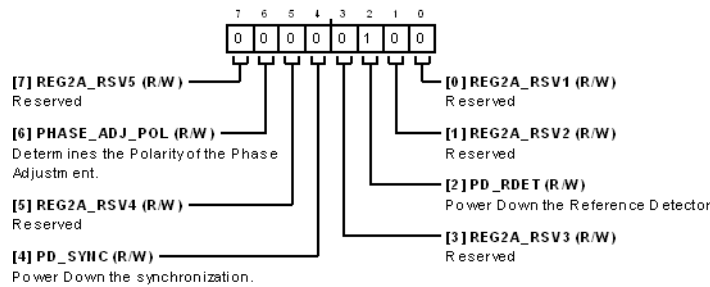 7 6 5 4 3 2 1 0
0 0 0 0 0 1 0 0
[7] REG2A_RSV5 (R/W)
Reserved
[6] PHASE_ADJ_POL (R/W)
Determines the Polarity of the Phase
Adjustment.
[5] REG2A_RSV4 (R/W)
Reserved
[4] PD_SYNC (R/W)
Power Down the synchronization.
[0] REG2A_RSV1 (R/W)
Reserved
[1] REG2A_RSV2 (R/W)
Reserved
[2] PD_RDET (R/W)
Power Down the Reference Detector
[3] REG2A_RSV3 (R/W)
Reserved